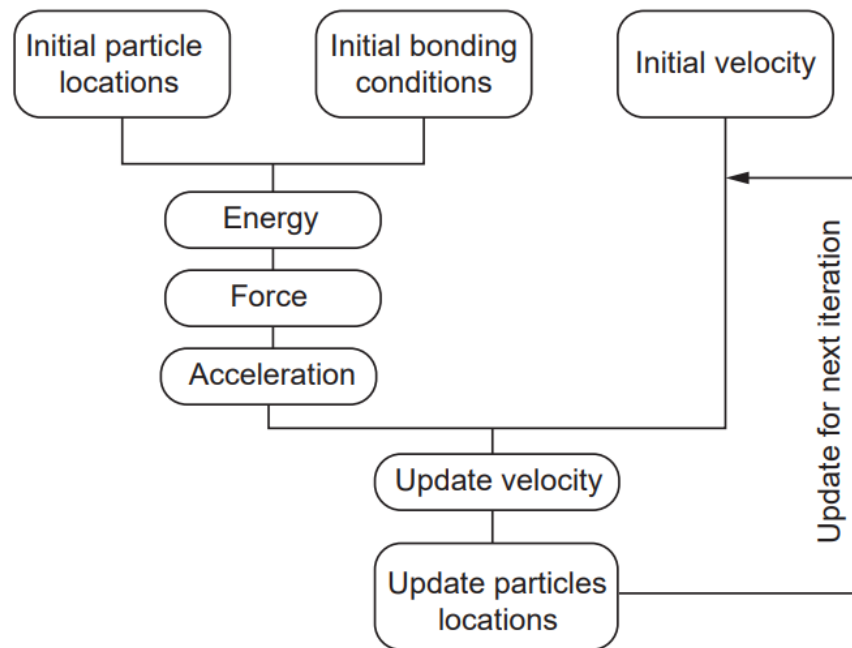 Initial particle
locations
Initial bonding
conditions
Initial velocity
Energy
Force
Acceleration
Update velocity
Update particles
locations
Update for next iteration